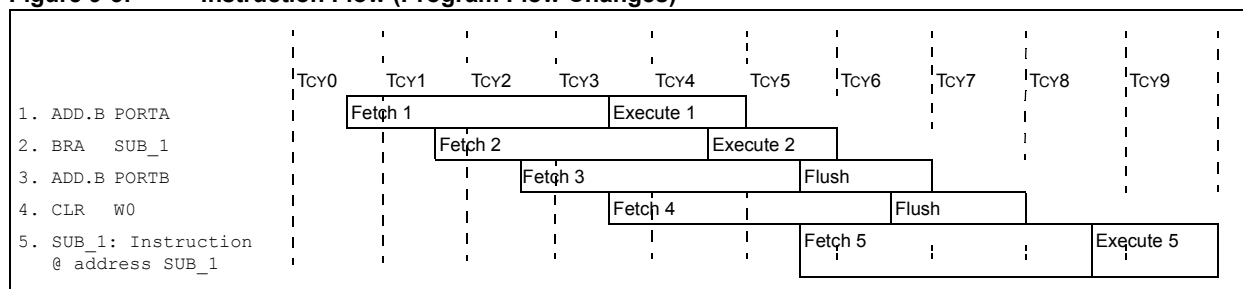 Figure 9-3: Instruction Flow (Program Flow Changes)
TCY0 TCY1 TCY2 TCY3 TCY4 TCY5 TCY6 TCY7 TCY8 TCY9
1. ADD.B PORTA Fetch 1 Execute 1
2. BRA SUB_1 Fetch 2 Execute 2
3. ADD.B PORTB Fetch 3 Flush
4. CLR W0 Fetch 4 Flush
5. SUB_1: Instruction Fetch 5 Execute 5
@ address SUB_1